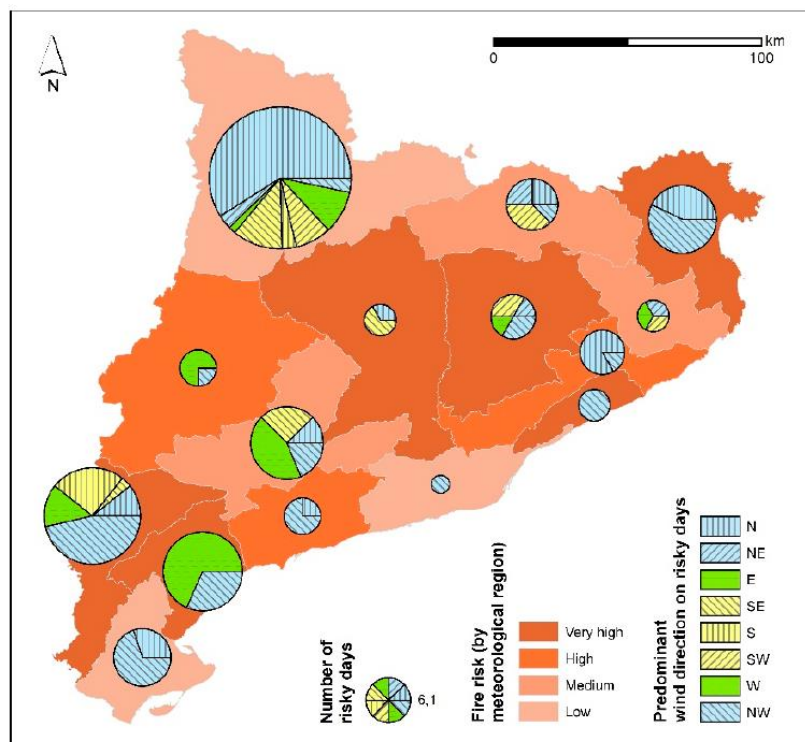 0
100
km
N
Number of
risky days
6,1
Fire risk (by
meteorological region)
Very high
High
Medium
Low
Predominant
wind direction on risky days
N
NE
E
SE
S
SW
W
NW